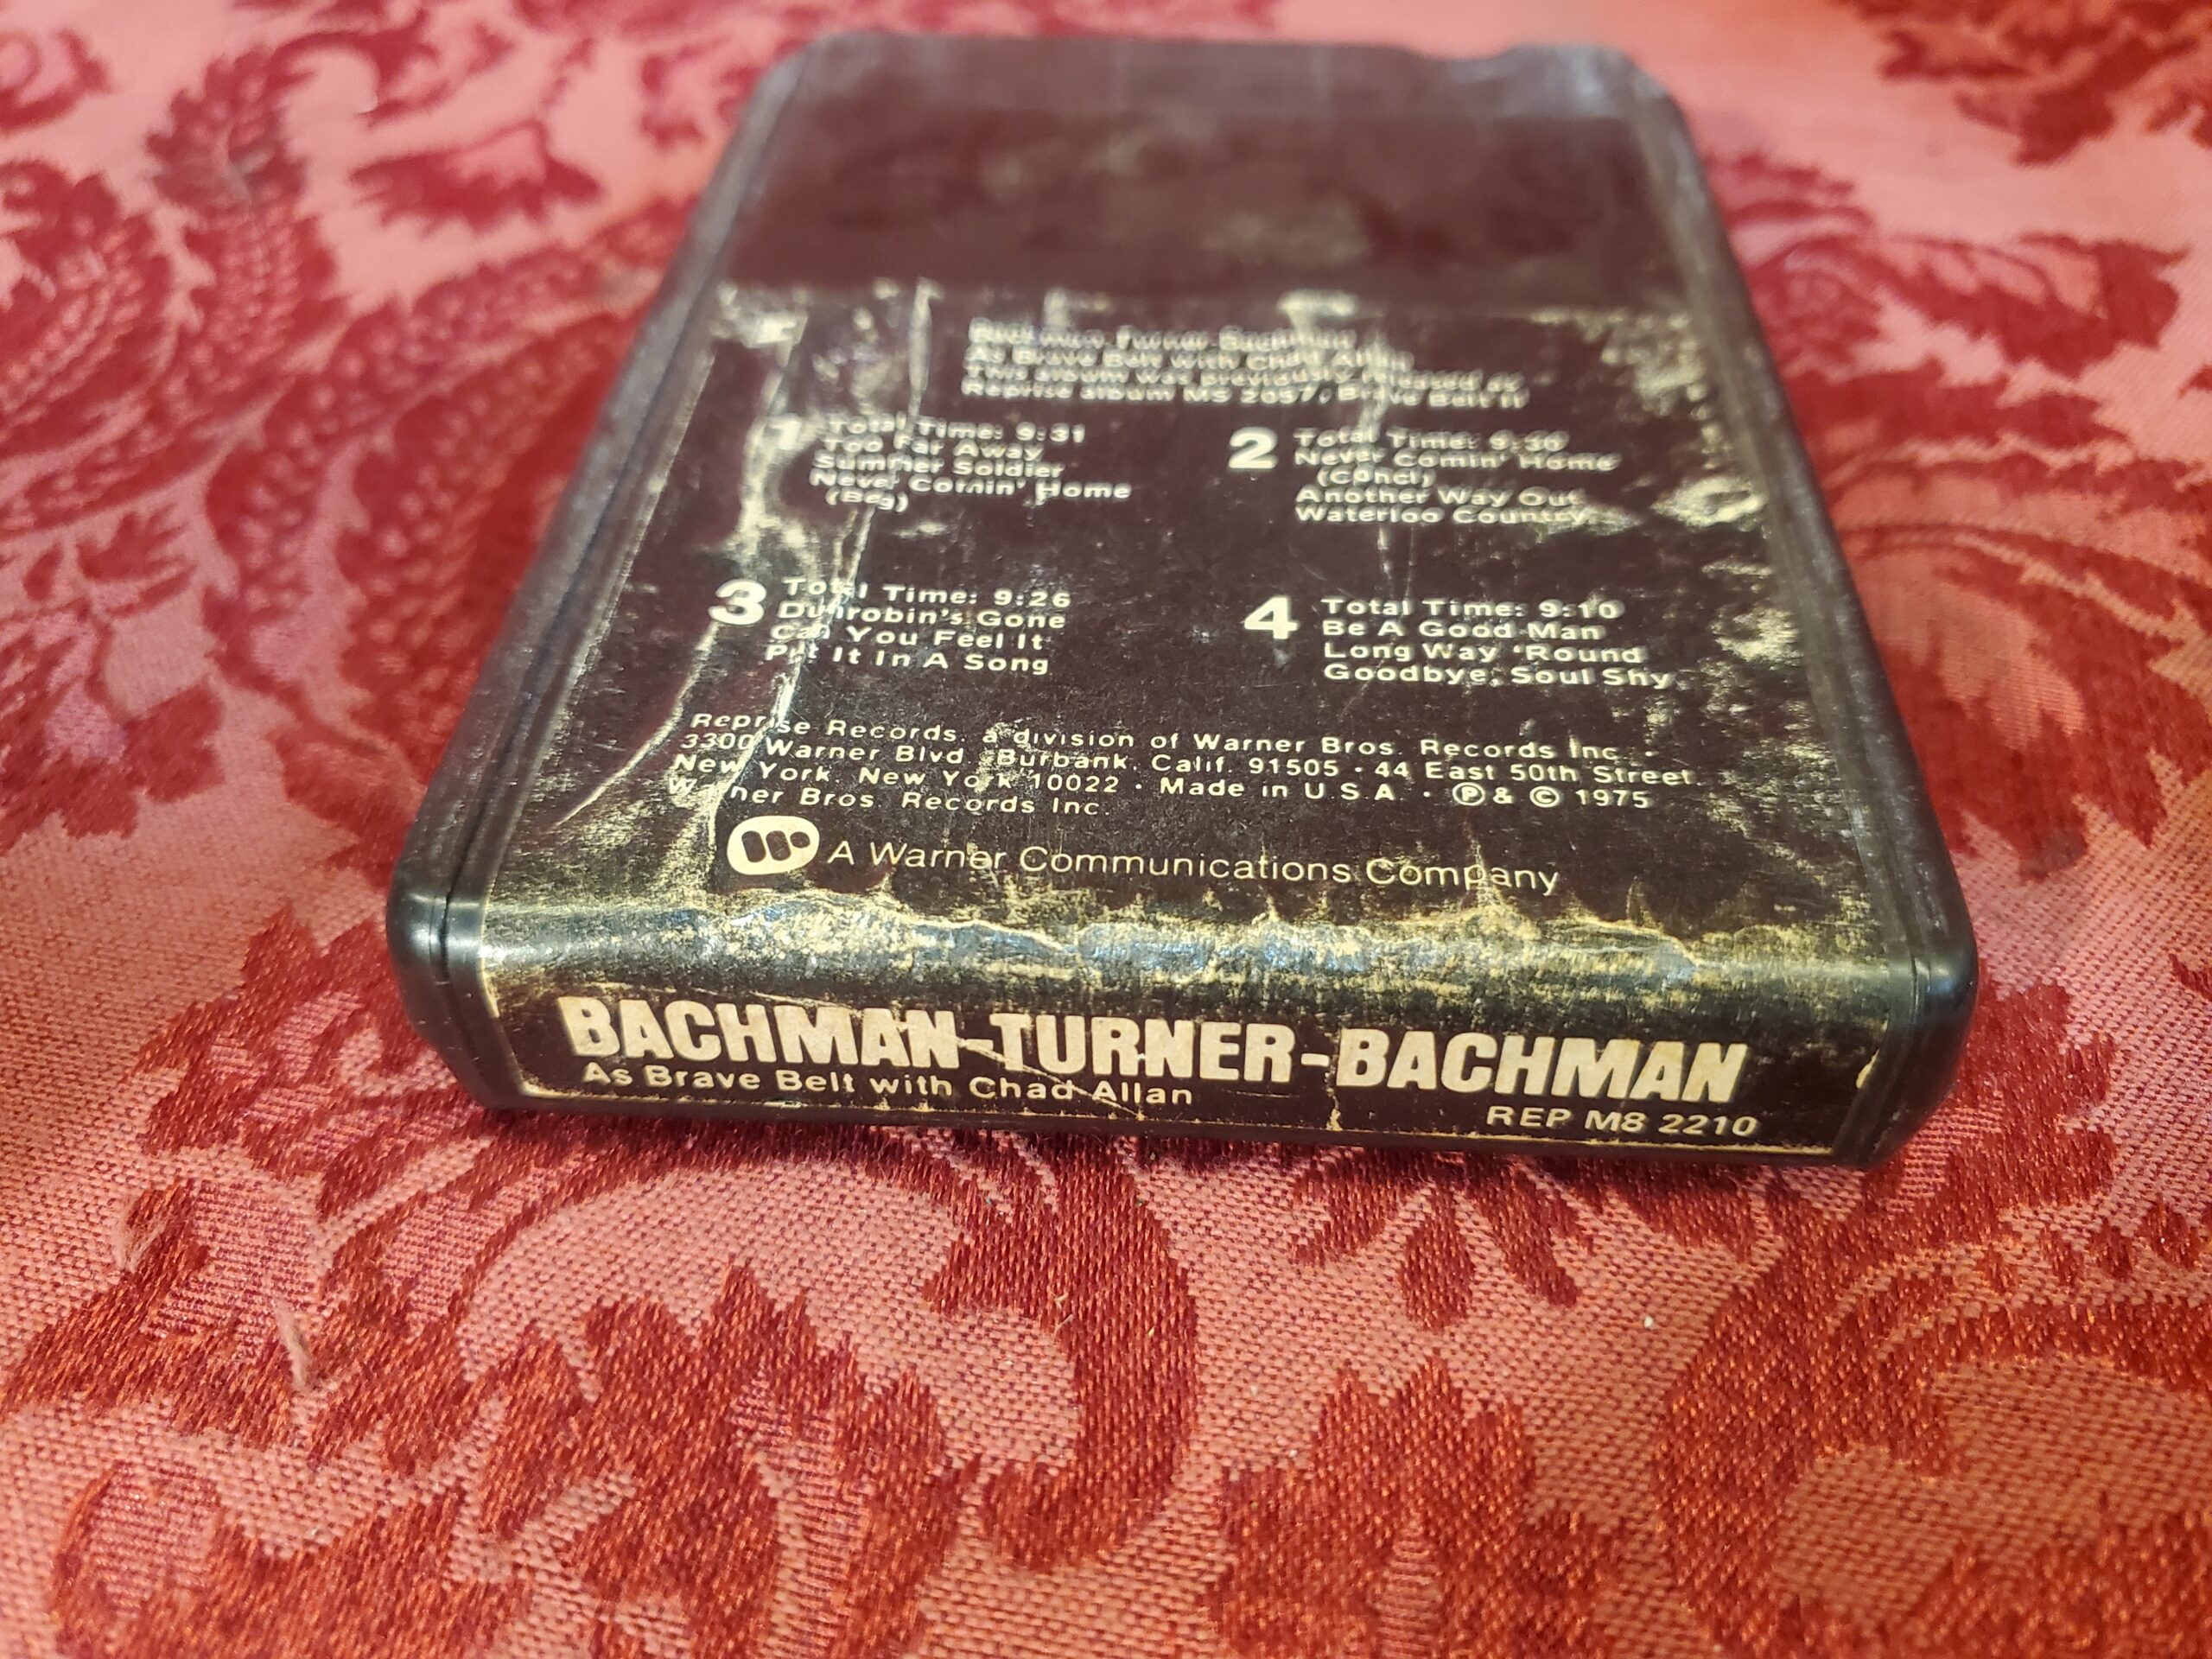 Bachman-Turner-Bachman
As Brave Belt with Chad Allan
This album was previously released as
Reprise album MS 2057, Brave Belt II
1 Total Time: 9:31
Too Far Away
Summer Soldier
Never Comin' Home
(Beg)
2 Total Time: 9:30
Never Comin' Home
(Concl)
Another Way Out
Waterloo Country
3 Total Time: 9:26
Dunrobin's Gone
Can You Feel It
Put It In A Song
4 Total Time: 9:10
Be A Good Man
Long Way 'Round
Goodbye, Soul Shy
Reprise Records, a division of Warner Bros. Records Inc. •
3300 Warner Blvd., Burbank, Calif. 91505 • 44 East 50th Street,
New York, New York 10022 • Made in U.S.A. • ℗ & © 1975
Warner Bros. Records Inc.
A Warner Communications Company
BACHMAN-TURNER-BACHMAN
As Brave Belt with Chad Allan
REP M8 2210